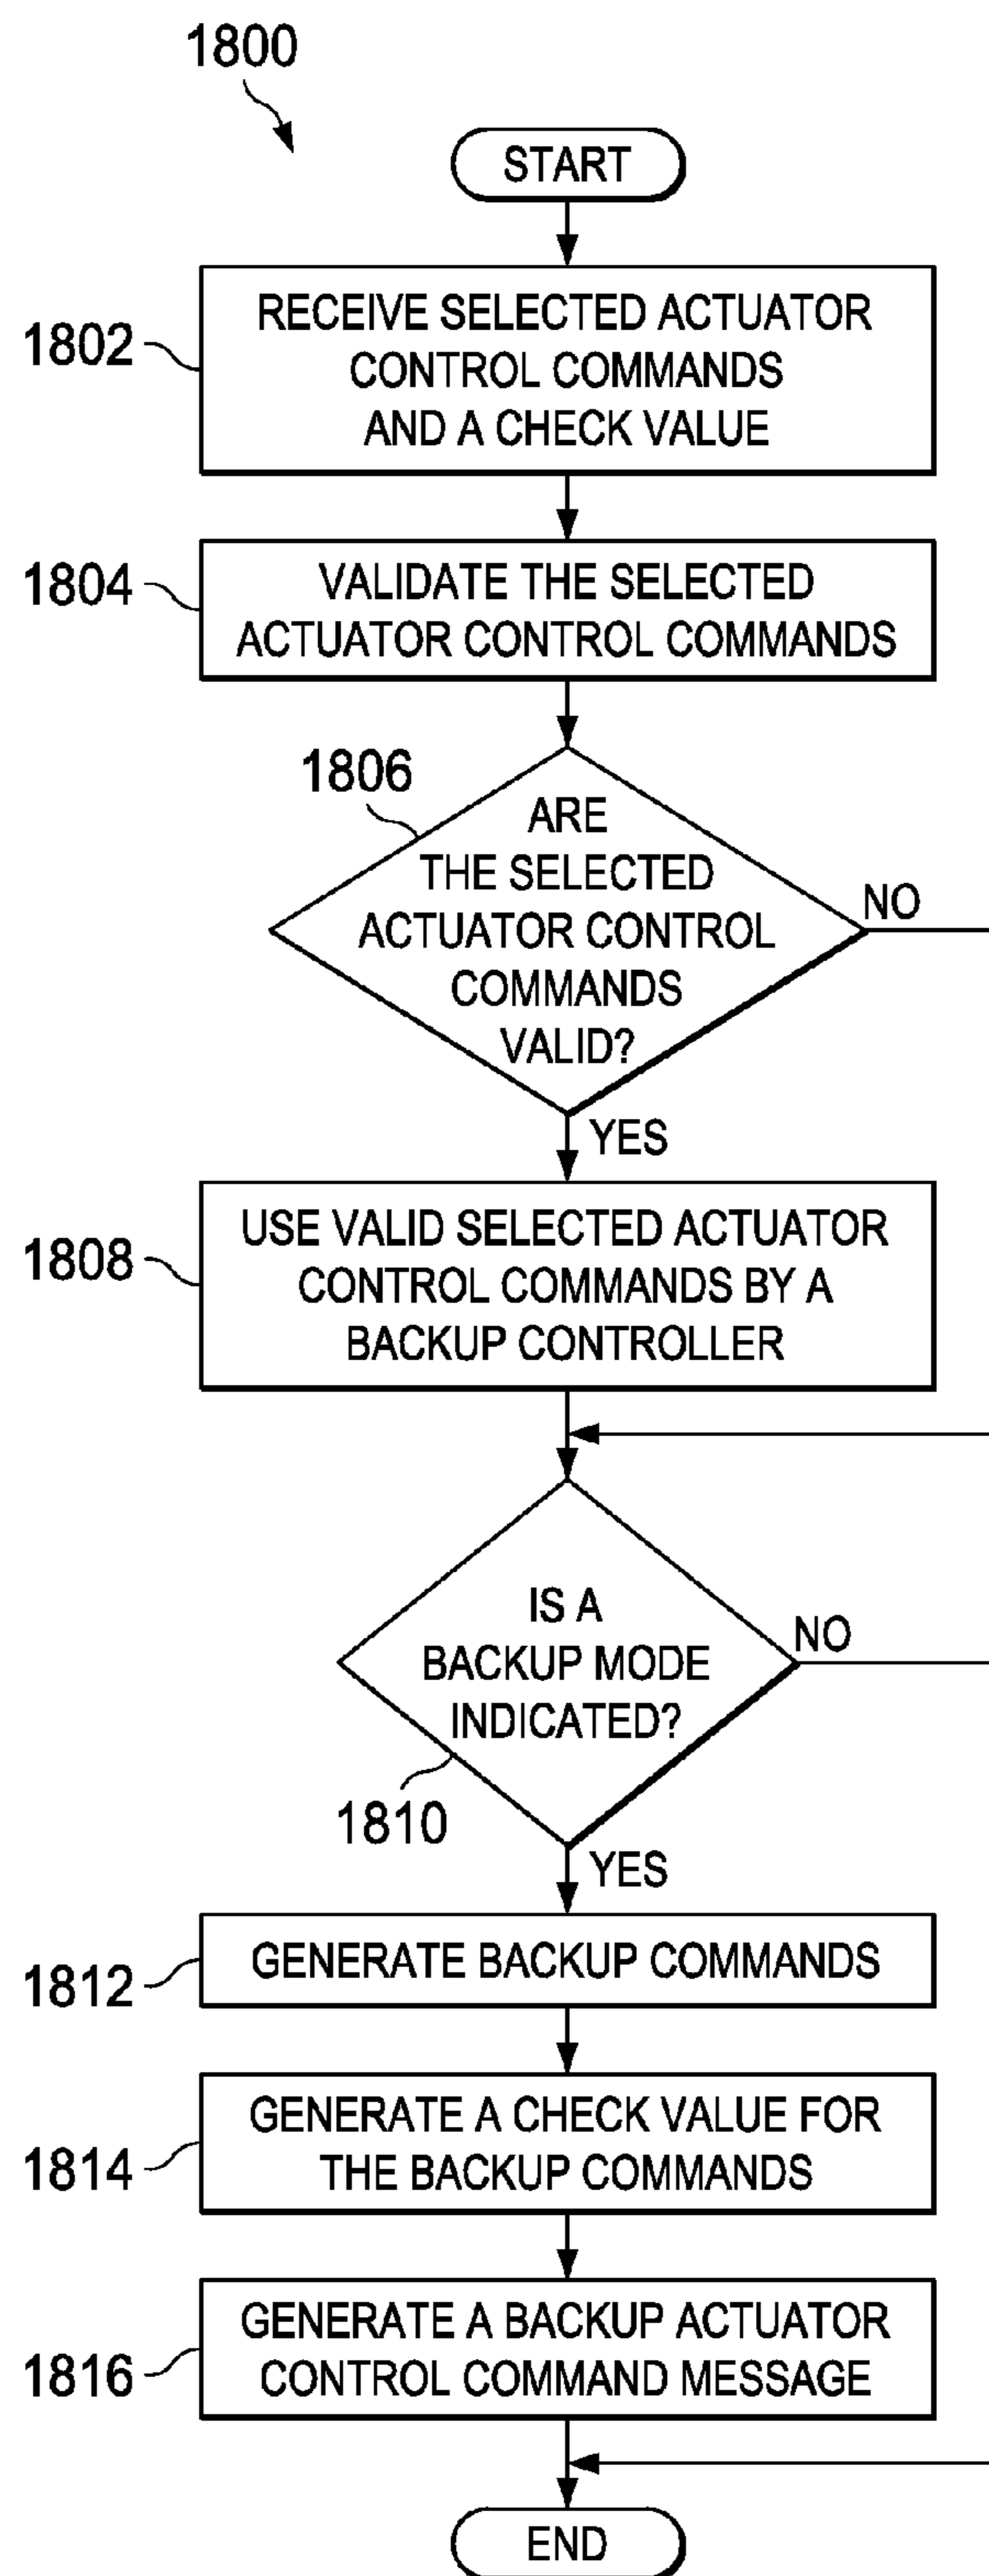 1800
START
1802
RECEIVE SELECTED ACTUATOR
CONTROL COMMANDS
AND A CHECK VALUE
1804
VALIDATE THE SELECTED
ACTUATOR CONTROL COMMANDS
1806
ARE
THE SELECTED
ACTUATOR CONTROL
COMMANDS
VALID?
NO
YES
1808
USE VALID SELECTED ACTUATOR
CONTROL COMMANDS BY A
BACKUP CONTROLLER
IS A
BACKUP MODE
INDICATED?
NO
1810
YES
1812
GENERATE BACKUP COMMANDS
1814
GENERATE A CHECK VALUE FOR
THE BACKUP COMMANDS
1816
GENERATE A BACKUP ACTUATOR
CONTROL COMMAND MESSAGE
END